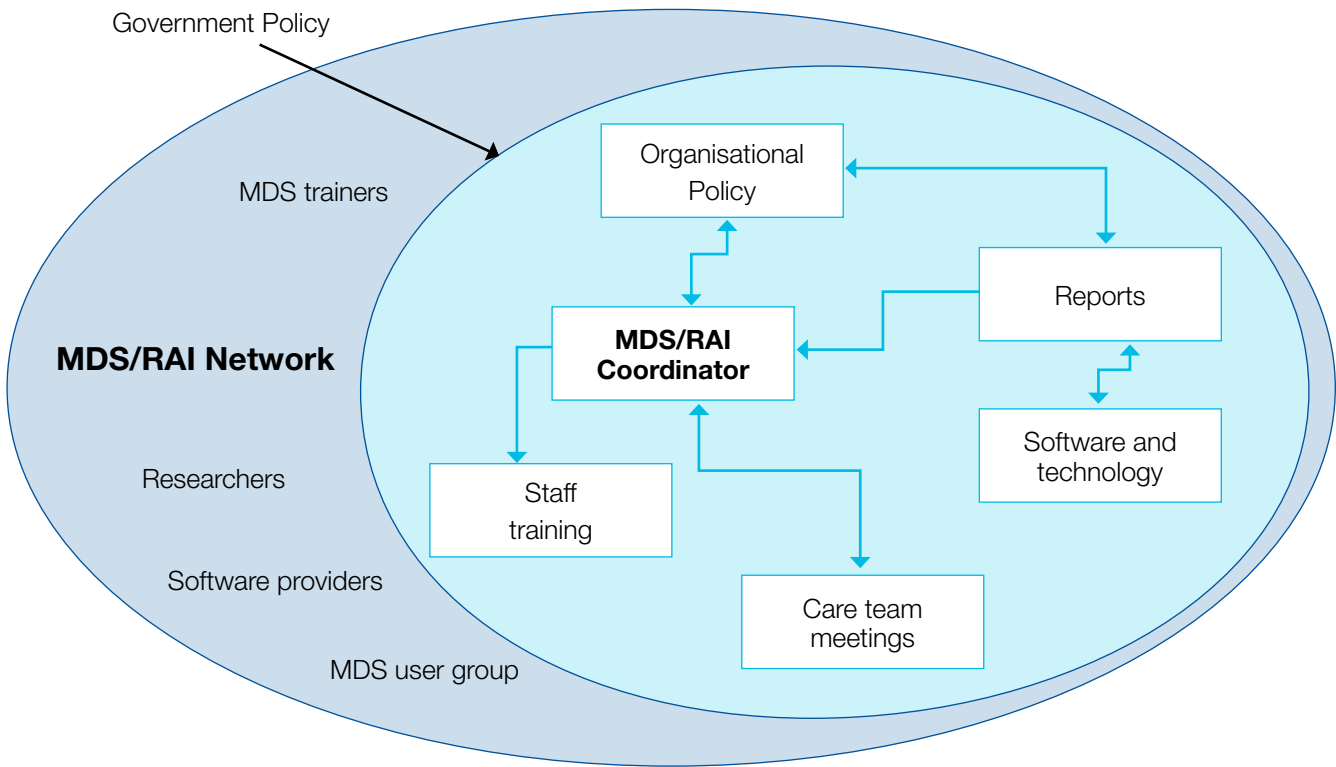 Government Policy
MDS trainers
MDS/RAI Network
Researchers
Software providers
MDS user group
Organisational
Policy
Reports
MDS/RAI
Coordinator
Software and
technology
Staff
training
Care team
meetings